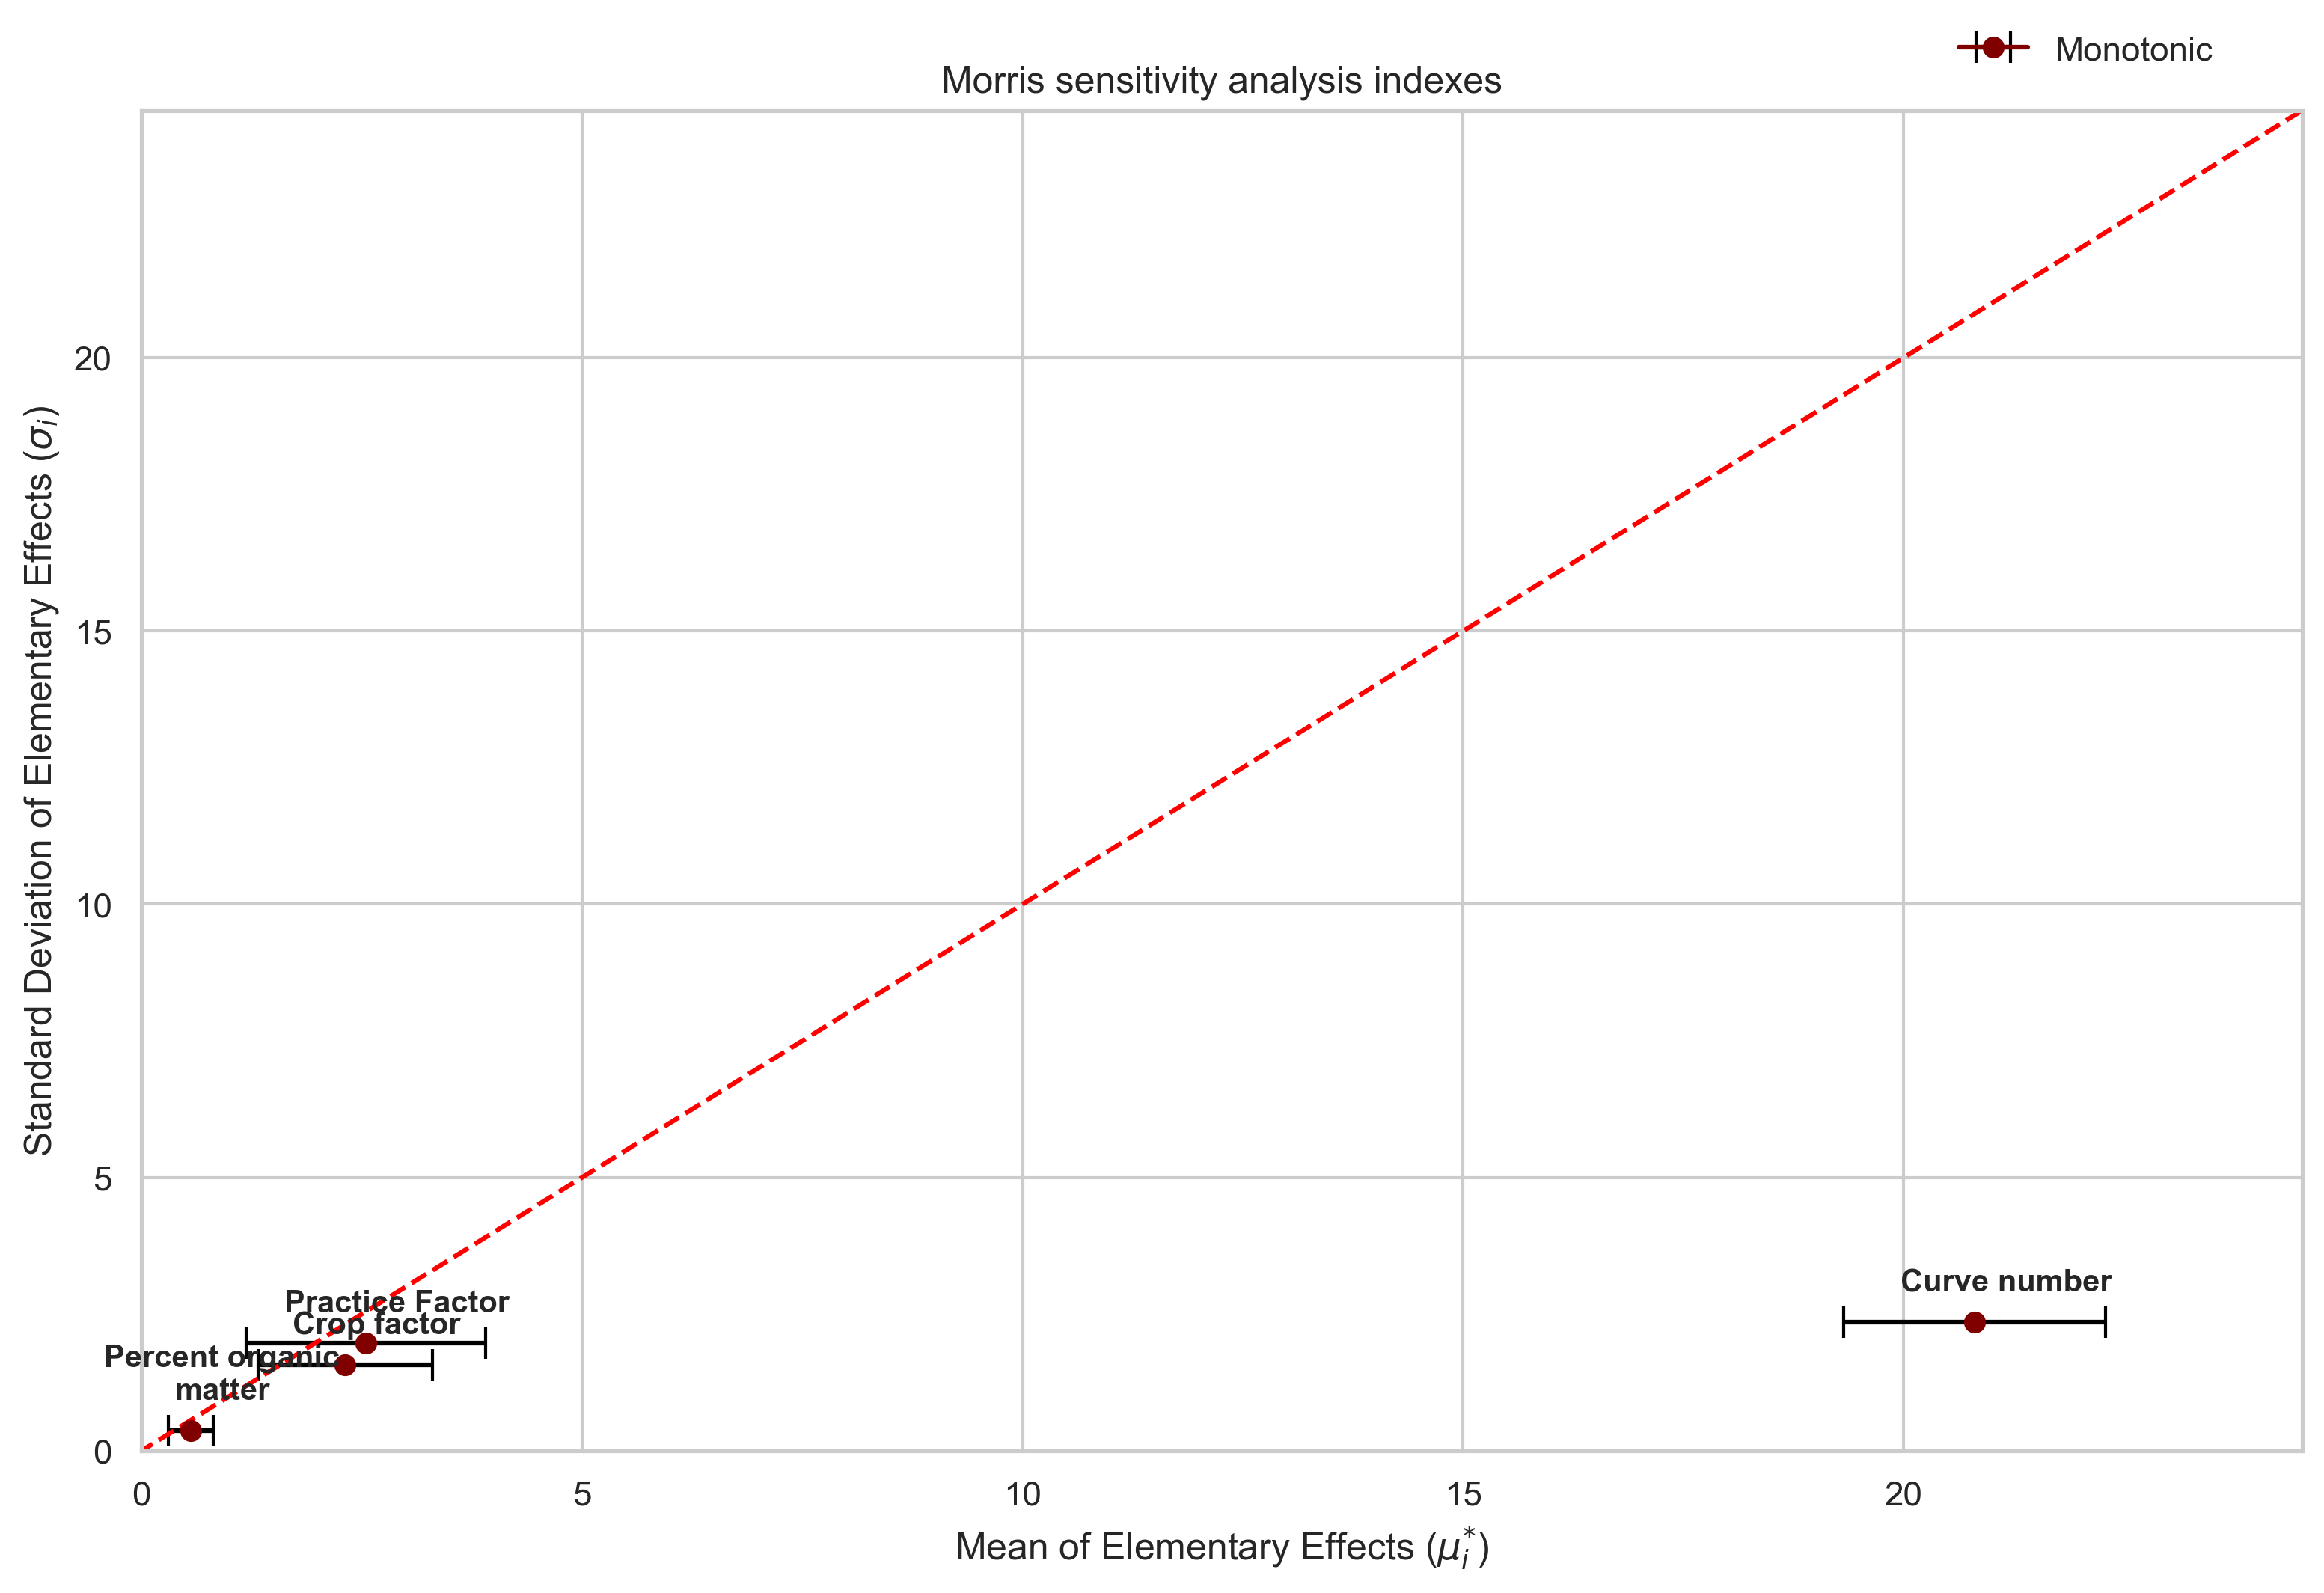 Monotonic
Morris sensitivity analysis indexes
Standard Deviation of Elementary Effects (σᵢ)
20
15
10
5
0
Curve number
Practice Factor
Crop factor
Percent organic
matter
0
5
10
15
20
Mean of Elementary Effects (μᵢ*)